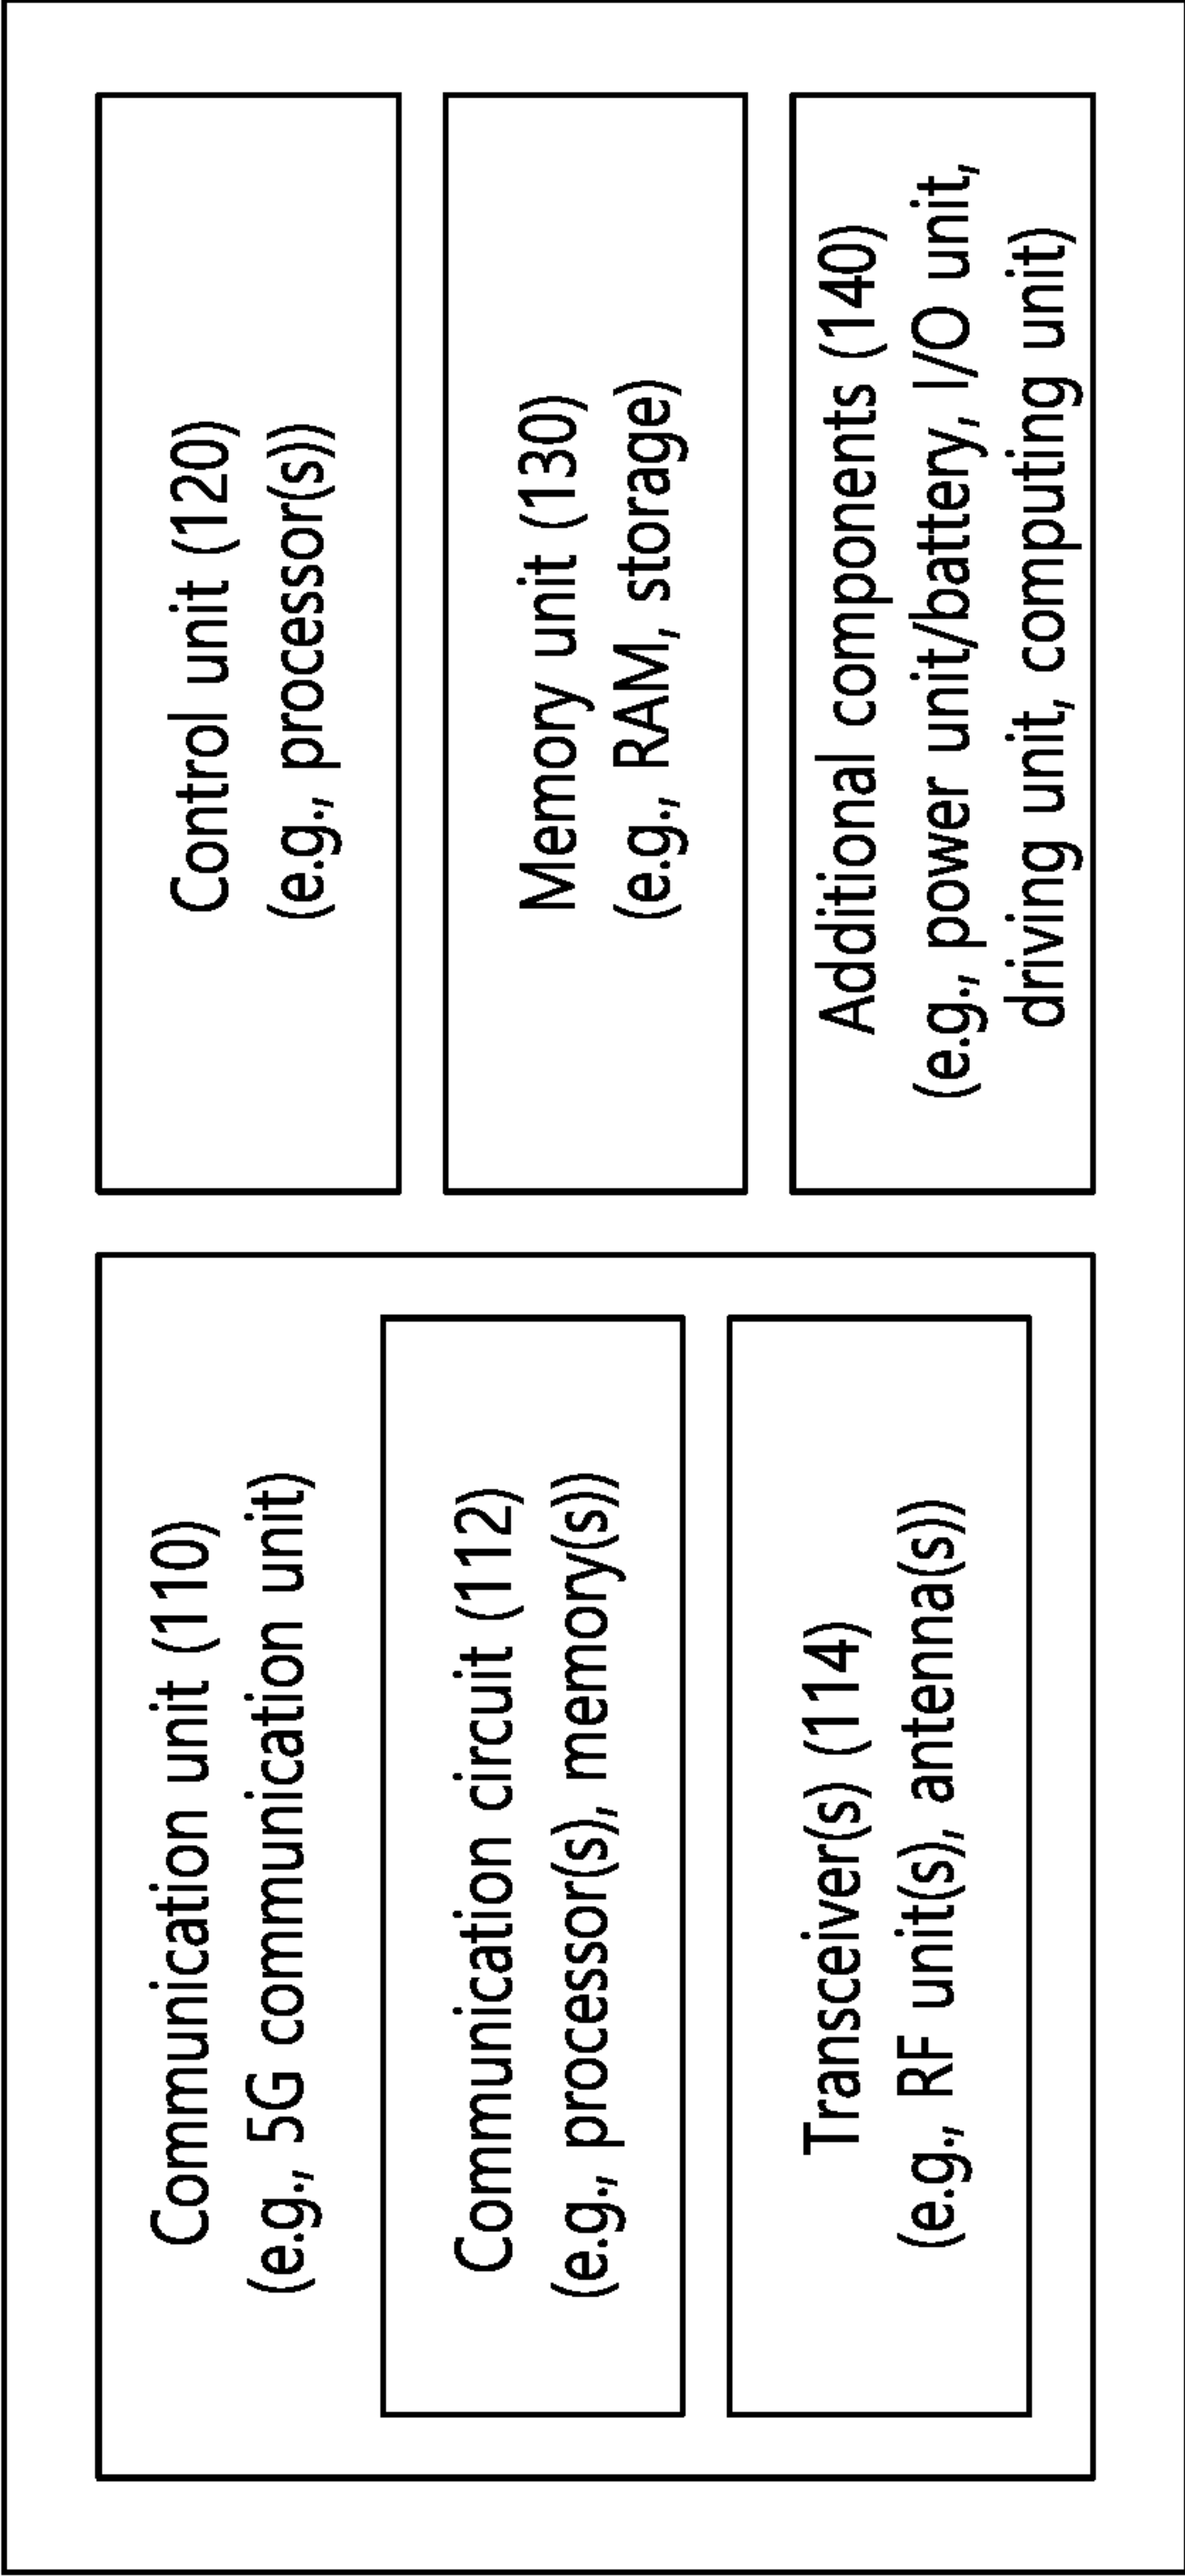 Communication unit (110)
(e.g., 5G communication unit)
Communication circuit (112)
(e.g., processor(s), memory(s))
Transceiver(s) (114)
(e.g., RF unit(s), antenna(s))
Control unit (120)
(e.g., processor(s))
Memory unit (130)
(e.g., RAM, storage)
Additional components (140)
(e.g., power unit/battery, I/O unit,
driving unit, computing unit)